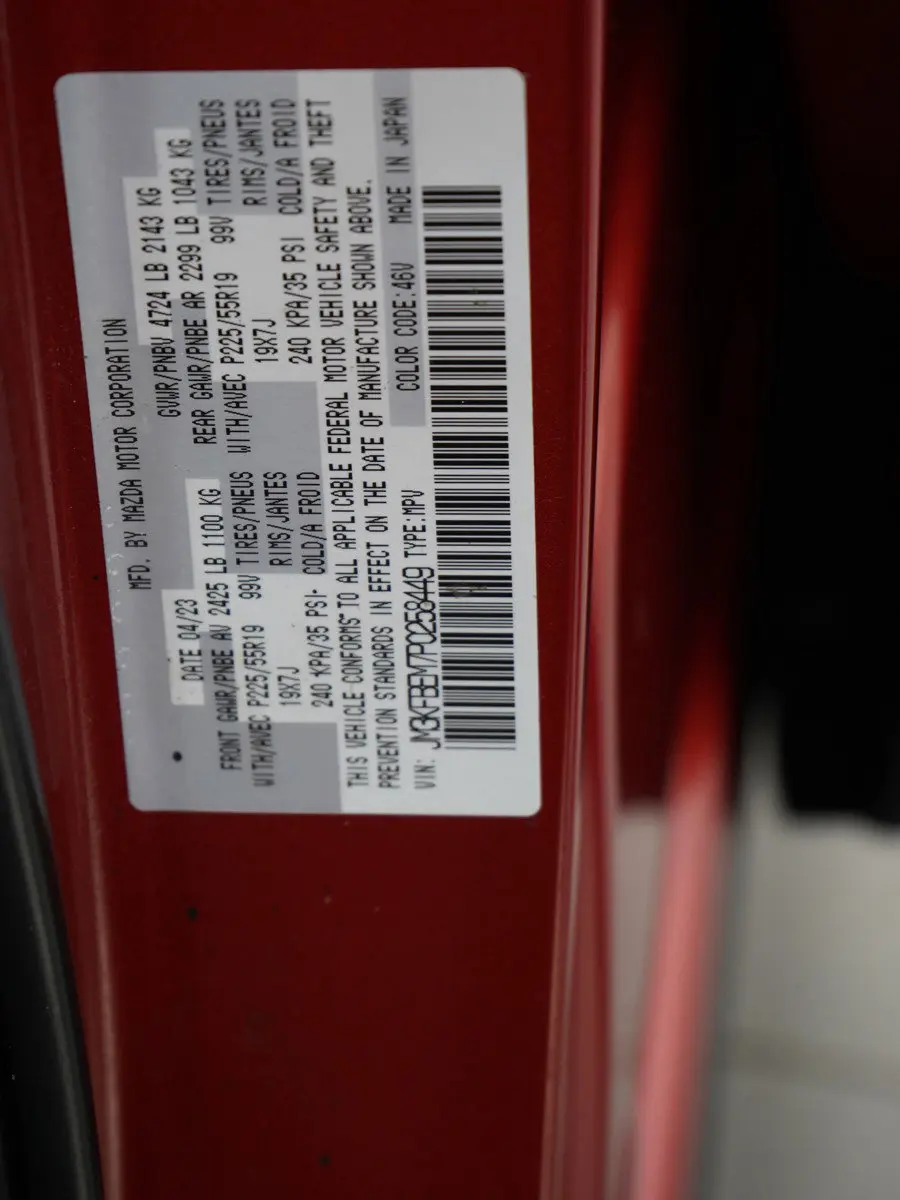 MFD. BY MAZDA MOTOR CORPORATION
DATE 04/23 GVWR/PNBV 4724 LB 2143 KG
FRONT GAWR/PNBE AV 2425 LB 1100 KG REAR GAWR/PNBE AR 2299 LB 1043 KG
WITH/AVEC P225/55R19 99V TIRES/PNEUS WITH/AVEC P225/55R19 99V TIRES/PNEUS
19X7J RIMS/JANTES 19X7J RIMS/JANTES
240 KPA/35 PSI COLD/A FROID 240 KPA/35 PSI COLD/A FROID
THIS VEHICLE CONFORMS TO ALL APPLICABLE FEDERAL MOTOR VEHICLE SAFETY AND THEFT
PREVENTION STANDARDS IN EFFECT ON THE DATE OF MANUFACTURE SHOWN ABOVE.
VIN: JM3KFBEM7P0258449 TYPE:MPV COLOR CODE:46V MADE IN JAPAN